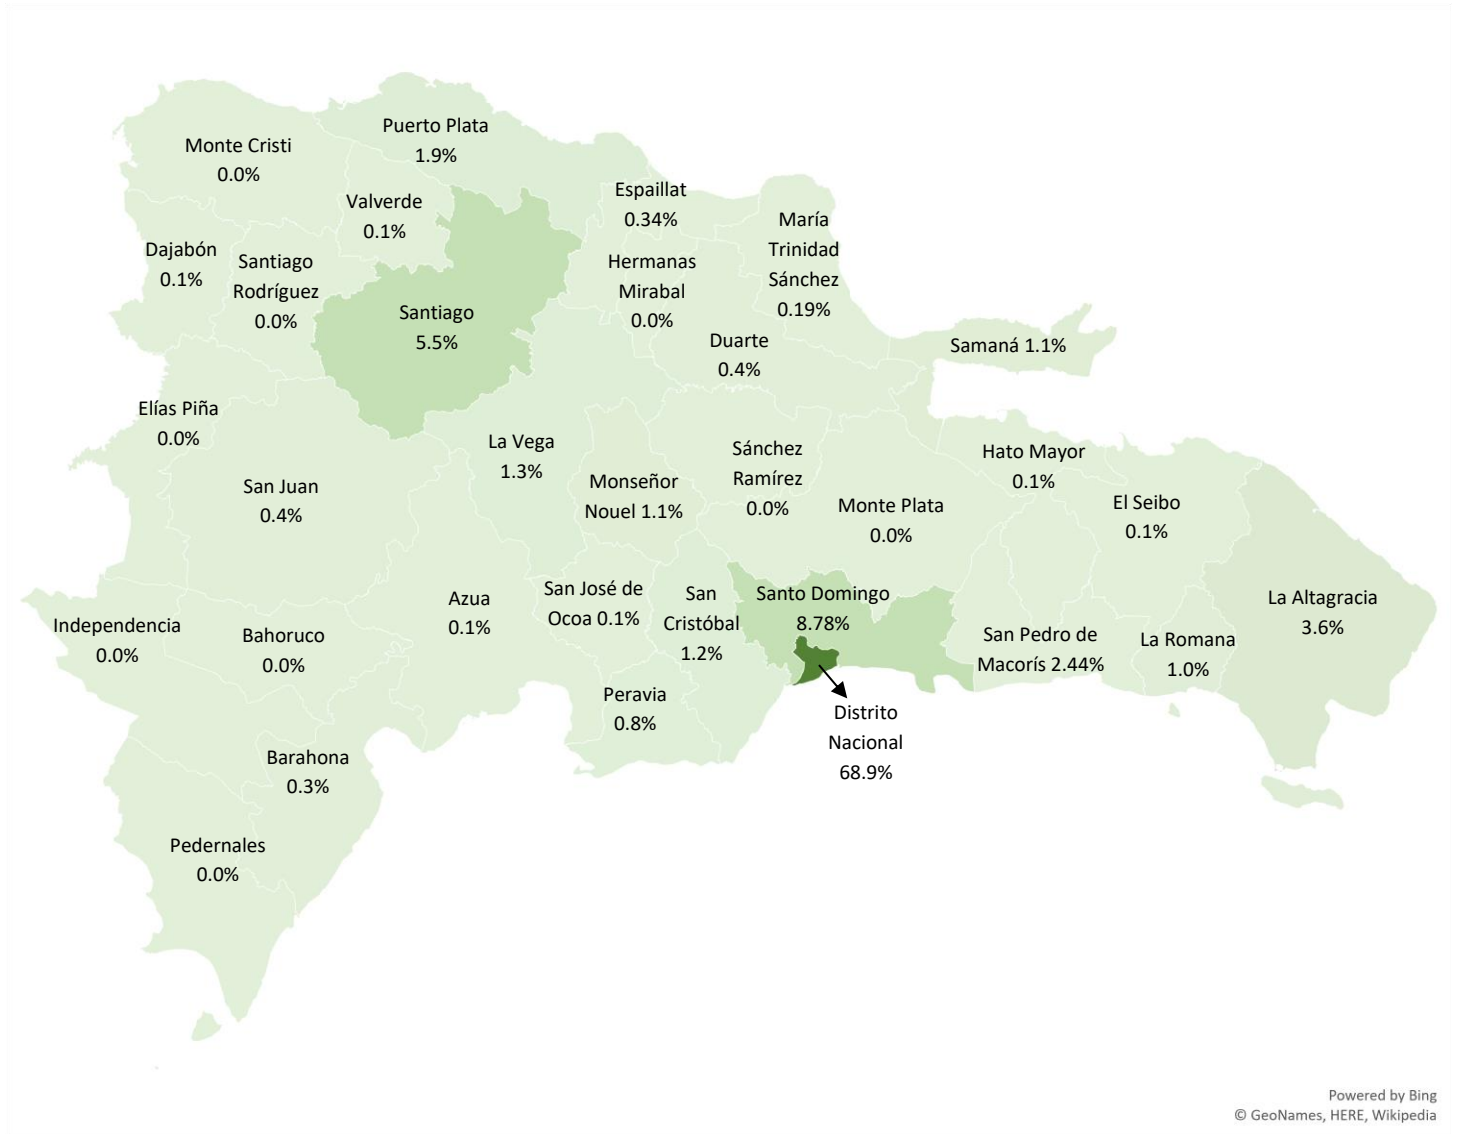 Puerto Plata
1.9%
Monte Cristi
0.0%
Espaillat
0.34%
Valverde
0.1%
María
Trinidad
Sánchez
0.19%
Dajabón
0.1%
Santiago
Rodríguez
0.0%
Hermanas
Mirabal
0.0%
Santiago
5.5%
Duarte
0.4%
Samaná 1.1%
Elías Piña
0.0%
La Vega
1.3%
Sánchez
Ramírez
0.0%
Hato Mayor
0.1%
San Juan
0.4%
Monseñor
Nouel 1.1%
Monte Plata
0.0%
El Seibo
0.1%
San José de
Ocoa 0.1%
San
Cristóbal
1.2%
Santo Domingo
8.78%
La Altagracia
3.6%
Azua
0.1%
Independencia
0.0%
Bahoruco
0.0%
San Pedro de
Macorís 2.44%
La Romana
1.0%
Peravia
0.8%
Distrito
Nacional
68.9%
Barahona
0.3%
Pedernales
0.0%
Powered by Bing
© GeoNames, HERE, Wikipedia